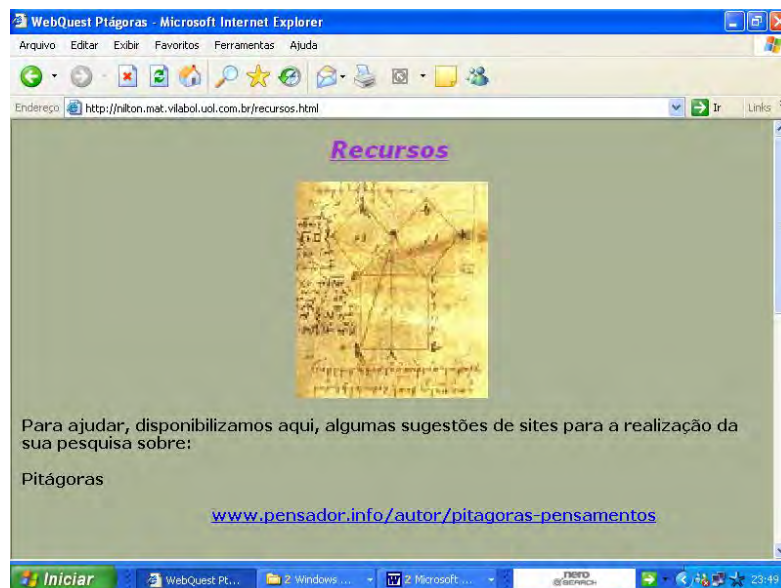 WebQuest Ptágoras - Microsoft Internet Explorer
Arquivo Editar Exibir Favoritos Ferramentas Ajuda
Endereço http://nilton.mat.vilabol.uol.com.br/recursos.html Ir Links
Recursos
Para ajudar, disponibilizamos aqui, algumas sugestões de sites para a realização da
sua pesquisa sobre:
Pitágoras
www.pensador.info/autor/pitagoras-pensamentos
Iniciar WebQuest Pt... 2 Windows ... 2 Microsoft ... nero SEARCH 23:49